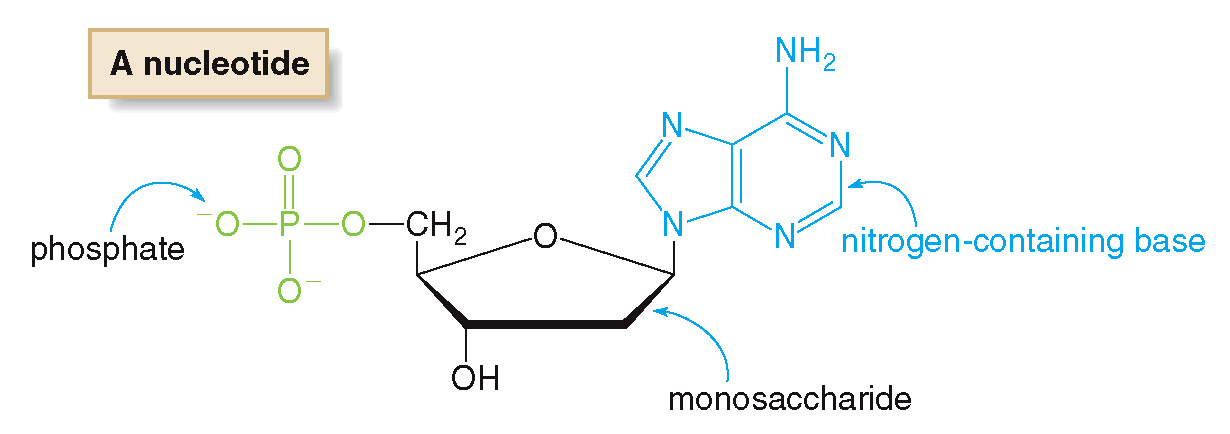 A nucleotide
NH₂
N
N
O
⁻O
P
O
CH₂
O
N
N
phosphate
nitrogen-containing base
O⁻
OH
monosaccharide